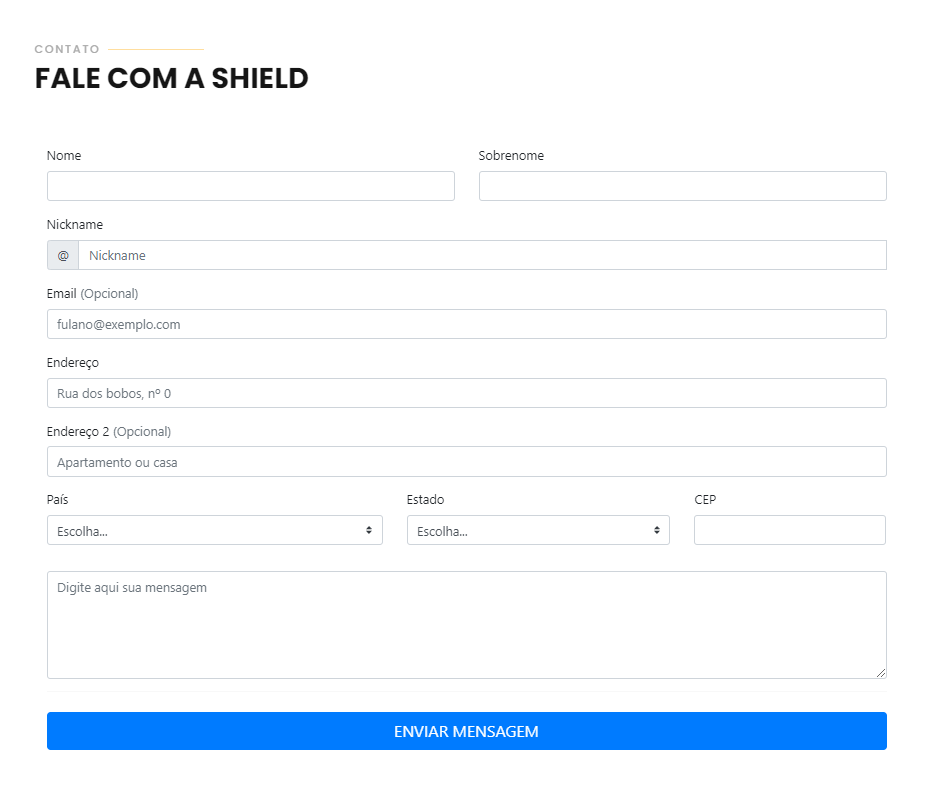 CONTATO
FALE COM A SHIELD
Nome Sobrenome
Nickname
@ Nickname
Email (Opcional)
fulano@exemplo.com
Endereço
Rua dos bobos, nº 0
Endereço 2 (Opcional)
Apartamento ou casa
País Estado CEP
Escolha... Escolha...
Digite aqui sua mensagem
ENVIAR MENSAGEM